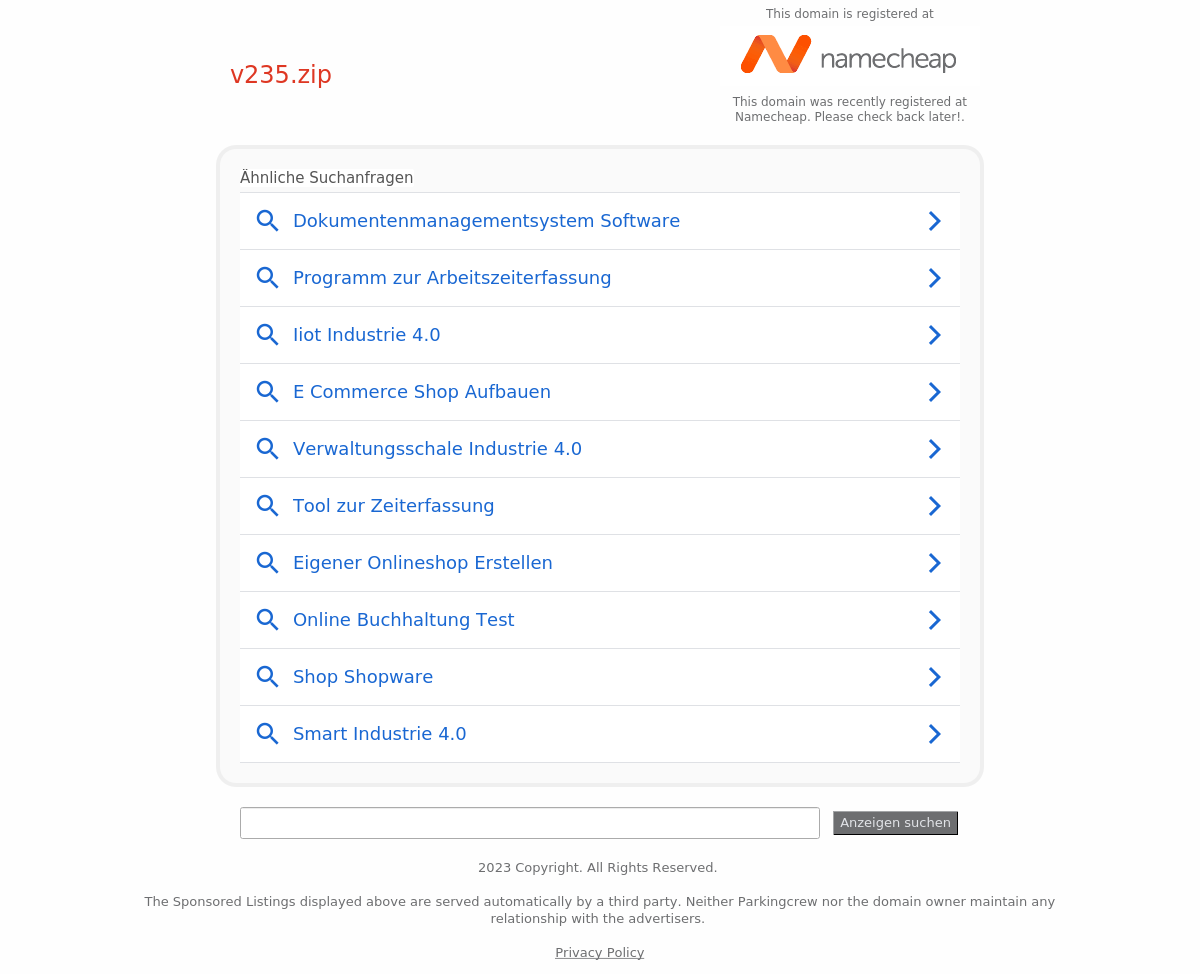 This domain is registered at
namecheap
v235.zip
This domain was recently registered at
Namecheap. Please check back later!.
Ähnliche Suchanfragen
Dokumentenmanagementsystem Software
Programm zur Arbeitszeiterfassung
Iiot Industrie 4.0
E Commerce Shop Aufbauen
Verwaltungsschale Industrie 4.0
Tool zur Zeiterfassung
Eigener Onlineshop Erstellen
Online Buchhaltung Test
Shop Shopware
Smart Industrie 4.0
Anzeigen suchen
2023 Copyright. All Rights Reserved.
The Sponsored Listings displayed above are served automatically by a third party. Neither Parkingcrew nor the domain owner maintain any
relationship with the advertisers.
Privacy Policy